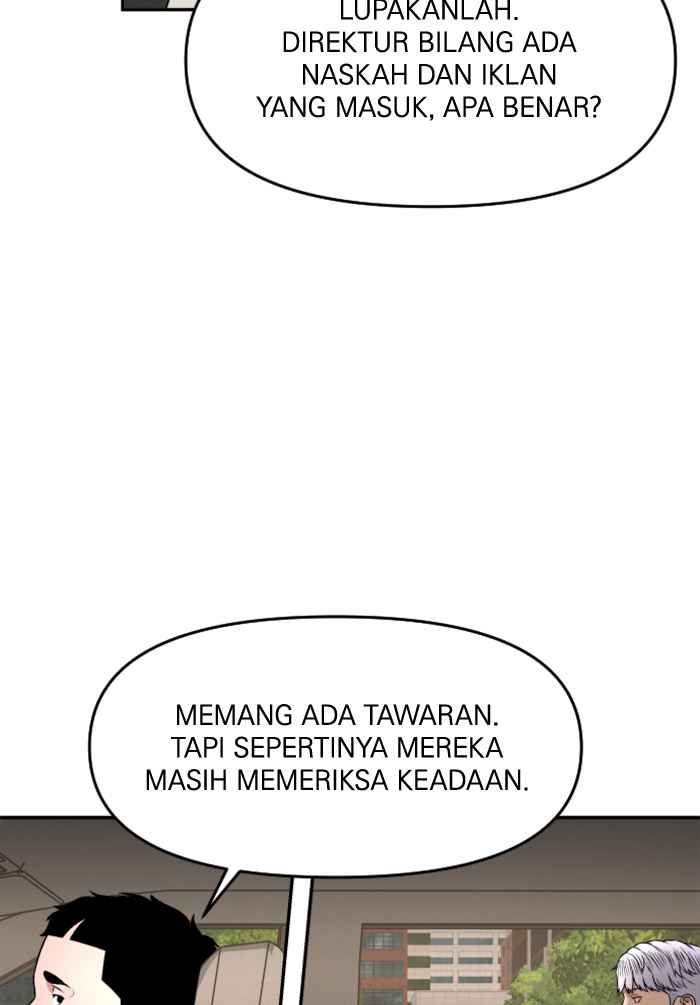 LUPAKANLAH.
DIREKTUR BILANG ADA
NASKAH DAN IKLAN
YANG MASUK, APA BENAR?
MEMANG ADA TAWARAN.
TAPI SEPERTINYA MEREKA
MASIH MEMERIKSA KEADAAN.